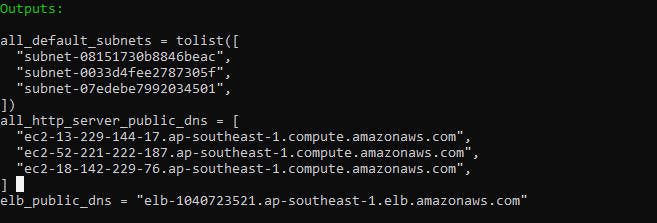 Outputs:
all_default_subnets = tolist([
  "subnet-08151730b8846beac",
  "subnet-0033d4fee2787305f",
  "subnet-07edebe7992034501",
])
all_http_server_public_dns = [
  "ec2-13-229-144-17.ap-southeast-1.compute.amazonaws.com",
  "ec2-52-221-222-187.ap-southeast-1.compute.amazonaws.com",
  "ec2-18-142-229-76.ap-southeast-1.compute.amazonaws.com",
]
elb_public_dns = "elb-1040723521.ap-southeast-1.elb.amazonaws.com"